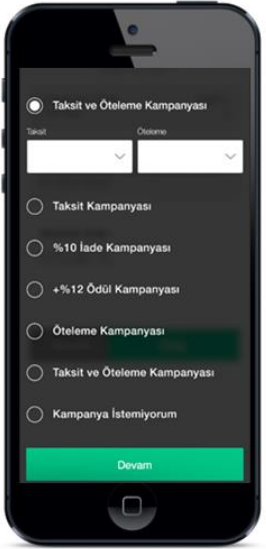 Taksit ve Öteleme Kampanyası
Taksit Öteleme
Taksit Kampanyası
%10 İade Kampanyası
+%12 Ödül Kampanyası
Öteleme Kampanyası
Taksit ve Öteleme Kampanyası
Kampanya İstemiyorum
Devam